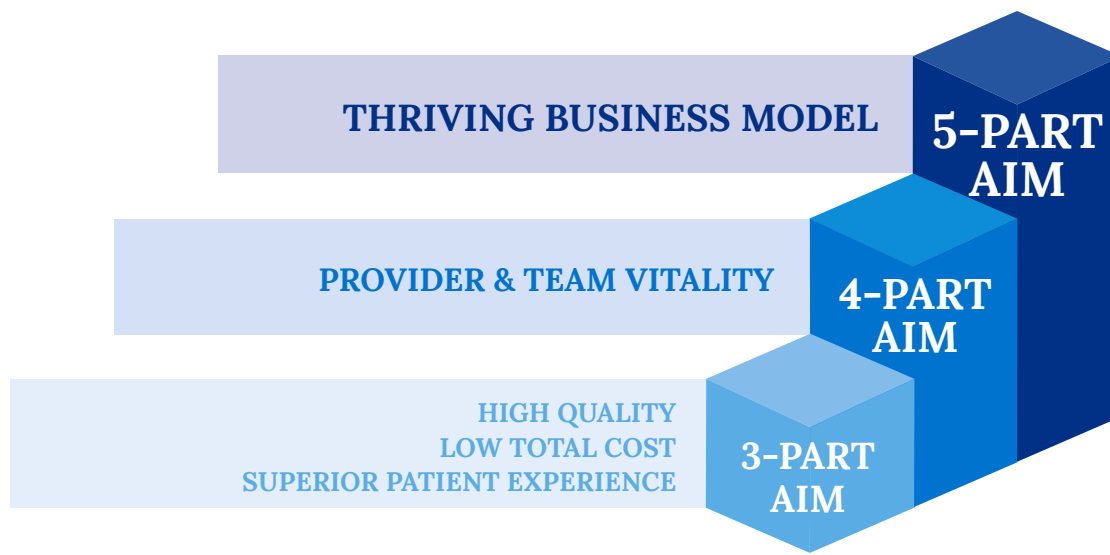 THRIVING BUSINESS MODEL
5-PART
AIM
PROVIDER & TEAM VITALITY
4-PART
AIM
HIGH QUALITY
LOW TOTAL COST
SUPERIOR PATIENT EXPERIENCE
3-PART
AIM